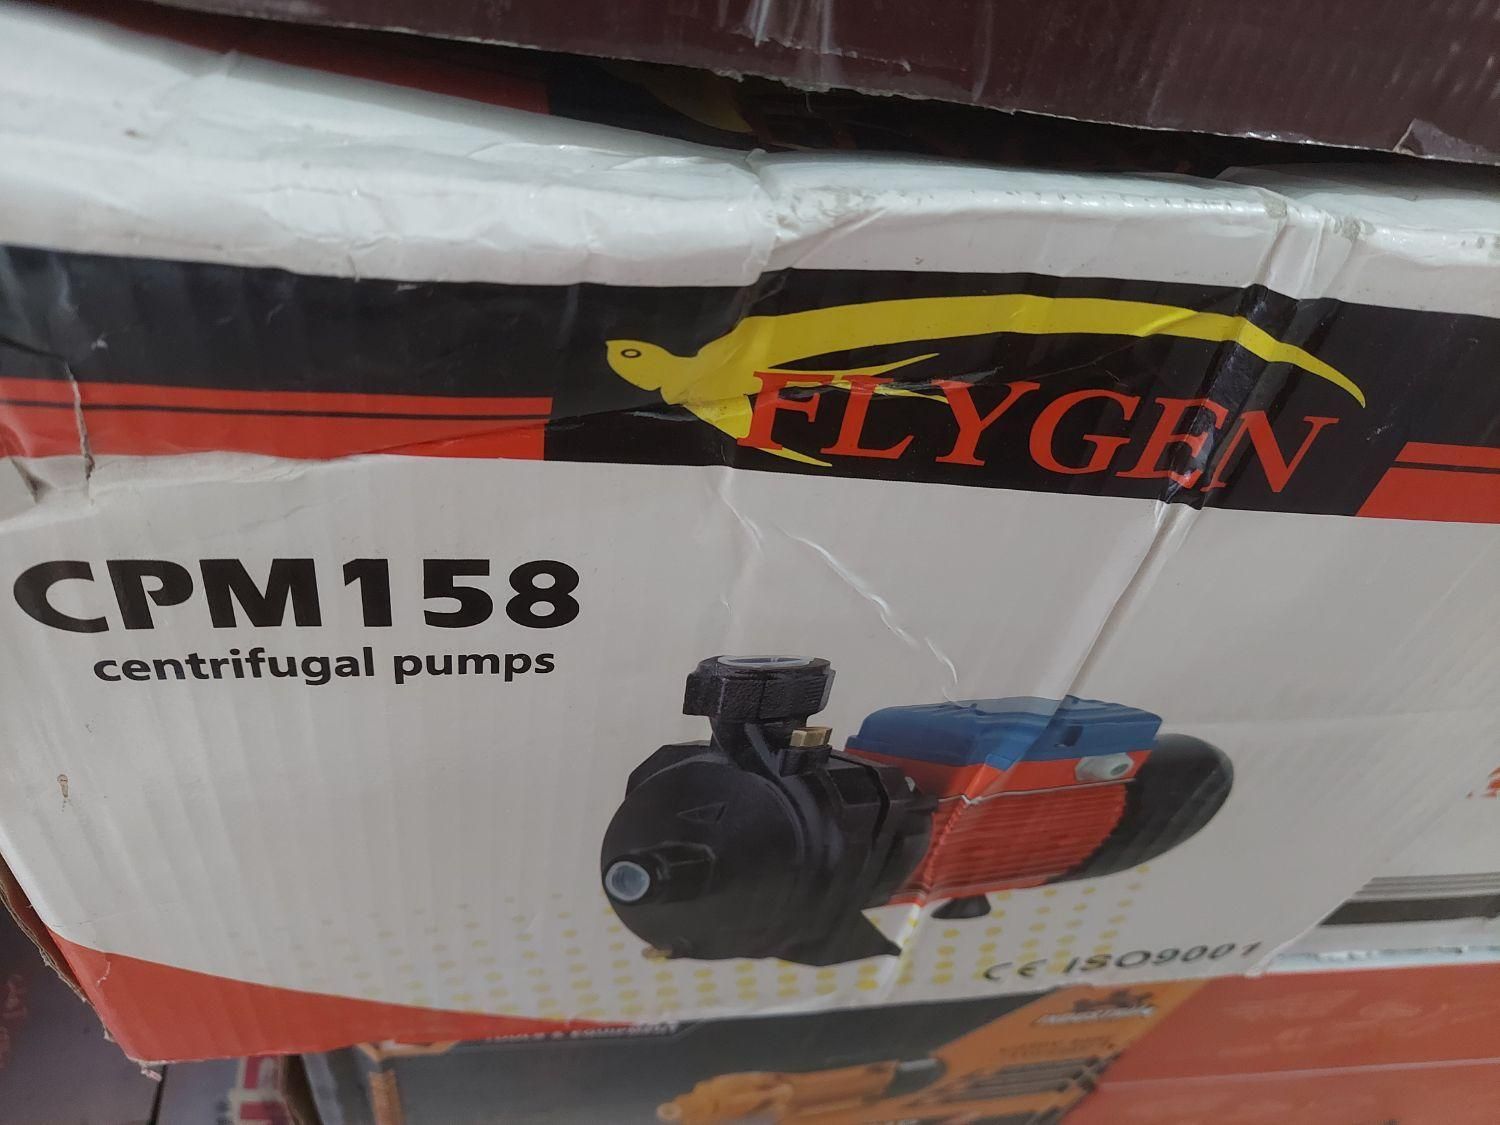 FLYGEN
CPM158
centrifugal pumps
CE ISO9001